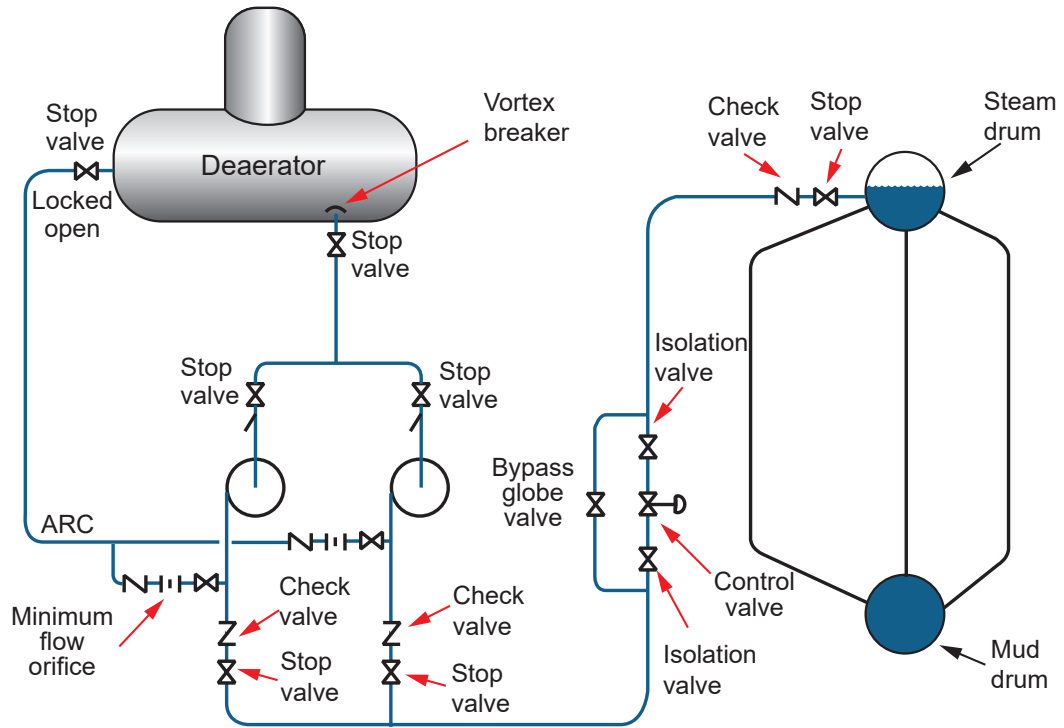 Stop
valve
Deaerator
Locked
open
Vortex
breaker
Stop
valve
Check
valve
Stop
valve
Steam
drum
Stop
valve
Stop
valve
Isolation
valve
Bypass
globe
valve
ARC
Control
valve
Minimum
flow
orifice
Check
valve
Check
valve
Stop
valve
Stop
valve
Isolation
valve
Mud
drum